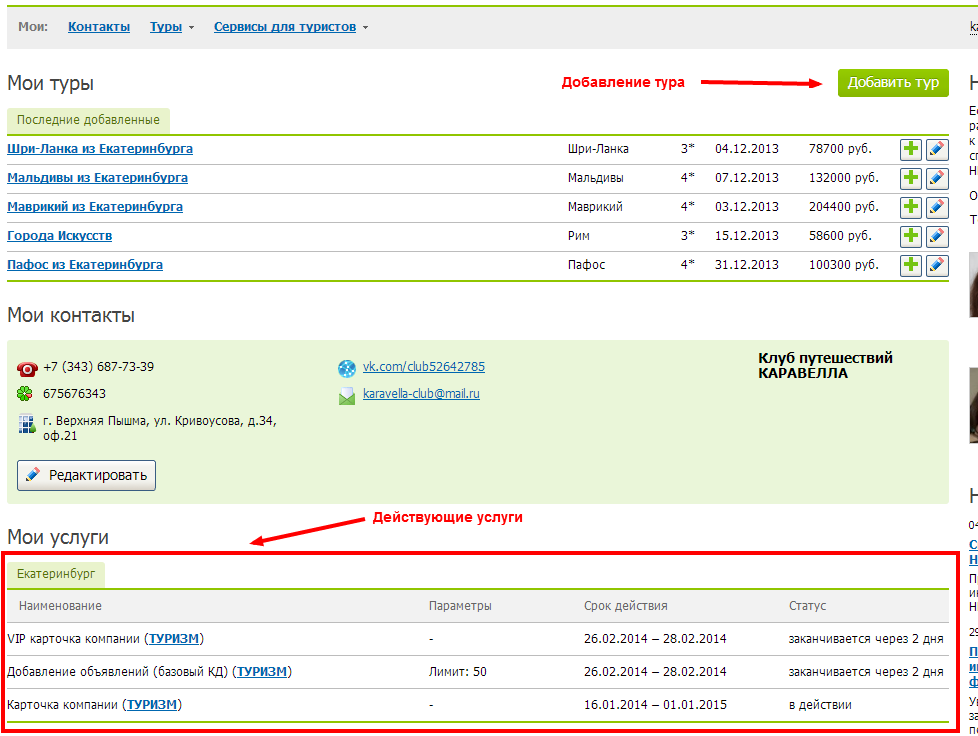 Мои: Контакты Туры Сервисы для туристов
Мои туры
Добавление тура
Добавить тур
Последние добавленные
Шри-Ланка из Екатеринбурга Шри-Ланка 3* 04.12.2013 78700 руб.
Мальдивы из Екатеринбурга Мальдивы 4* 07.12.2013 132000 руб.
Маврикий из Екатеринбурга Маврикий 4* 03.12.2013 204400 руб.
Города Искусств Рим 3* 15.12.2013 58600 руб.
Пафос из Екатеринбурга Пафос 4* 31.12.2013 100300 руб.
Мои контакты
+7 (343) 687-73-39 vk.com/club52642785 Клуб путешествий
КАРАВЕЛЛА
675676343 karavella-club@mail.ru
г. Верхняя Пышма, ул. Кривоусова, д.34,
оф.21
Редактировать
Действующие услуги
Мои услуги
Екатеринбург
Наименование Параметры Срок действия Статус
VIP карточка компании (ТУРИЗМ) - 26.02.2014 – 28.02.2014 заканчивается через 2 дня
Добавление объявлений (базовый КД) (ТУРИЗМ) Лимит: 50 26.02.2014 – 28.02.2014 заканчивается через 2 дня
Карточка компании (ТУРИЗМ) - 16.01.2014 – 01.01.2015 в действии